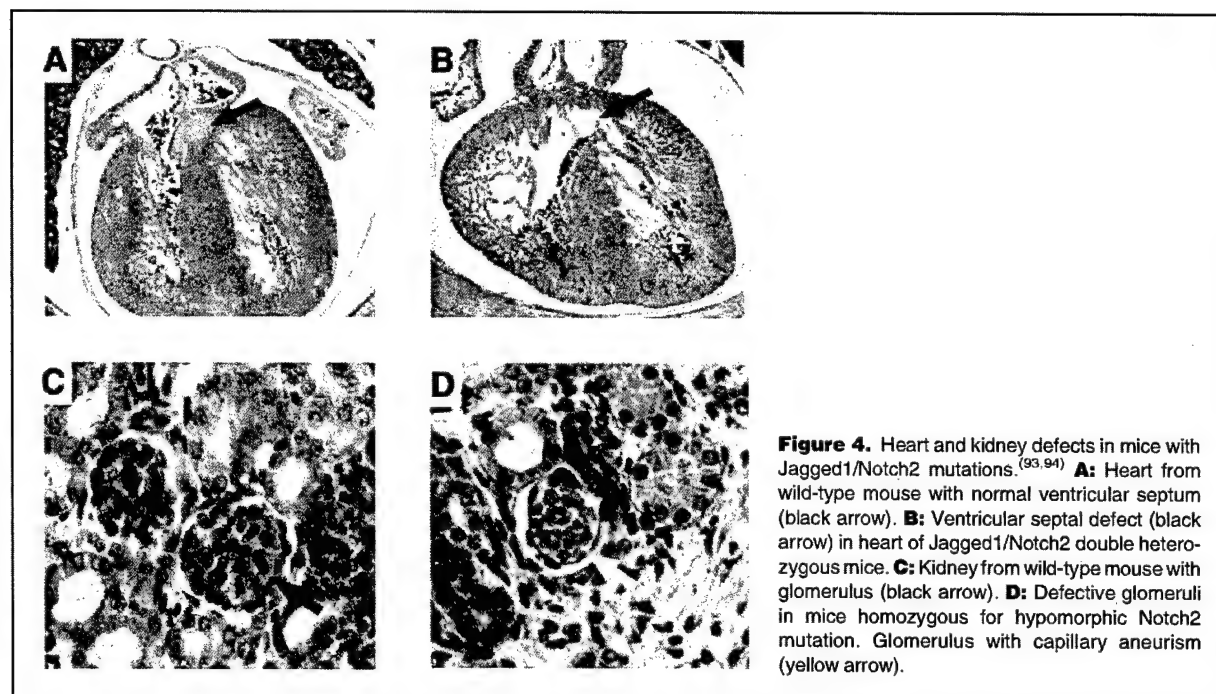 A
B
C
D
Figure 4. Heart and kidney defects in mice with
Jagged1/Notch2 mutations.(93,94) A: Heart from
wild-type mouse with normal ventricular septum
(black arrow). B: Ventricular septal defect (black
arrow) in heart of Jagged1/Notch2 double hetero-
zygous mice. C: Kidney from wild-type mouse with
glomerulus (black arrow). D: Defective glomeruli
in mice homozygous for hypomorphic Notch2
mutation. Glomerulus with capillary aneurism
(yellow arrow).